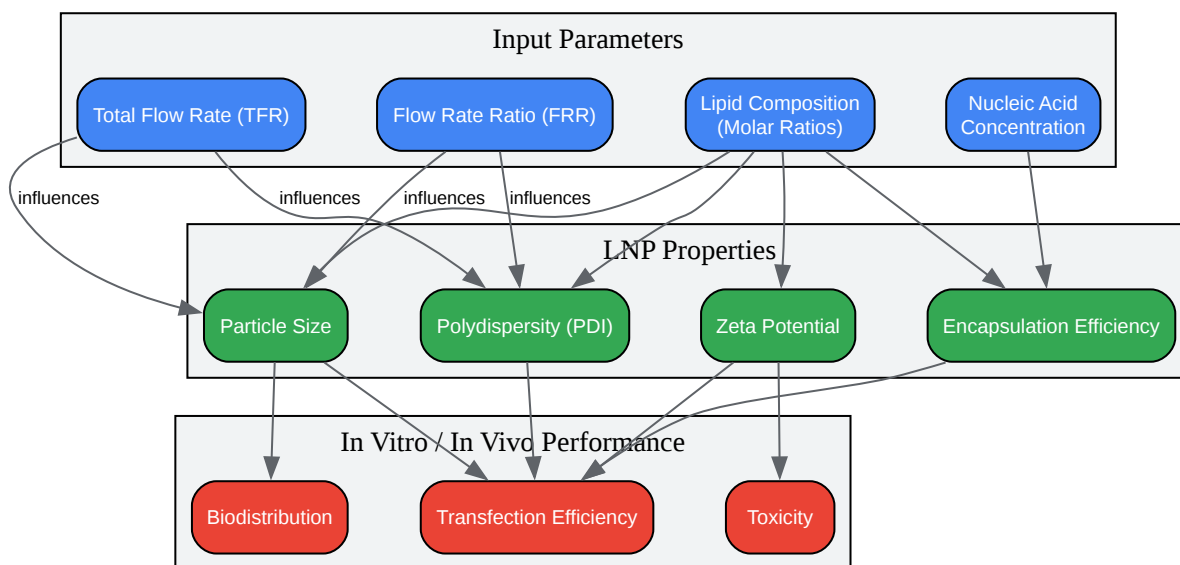 Input Parameters
Total Flow Rate (TFR)
Flow Rate Ratio (FRR)
Lipid Composition
(Molar Ratios)
Nucleic Acid
Concentration
influences
influences
influences
influences
LNP Properties
Particle Size
Polydispersity (PDI)
Zeta Potential
Encapsulation Efficiency
In Vitro / In Vivo Performance
Biodistribution
Transfection Efficiency
Toxicity